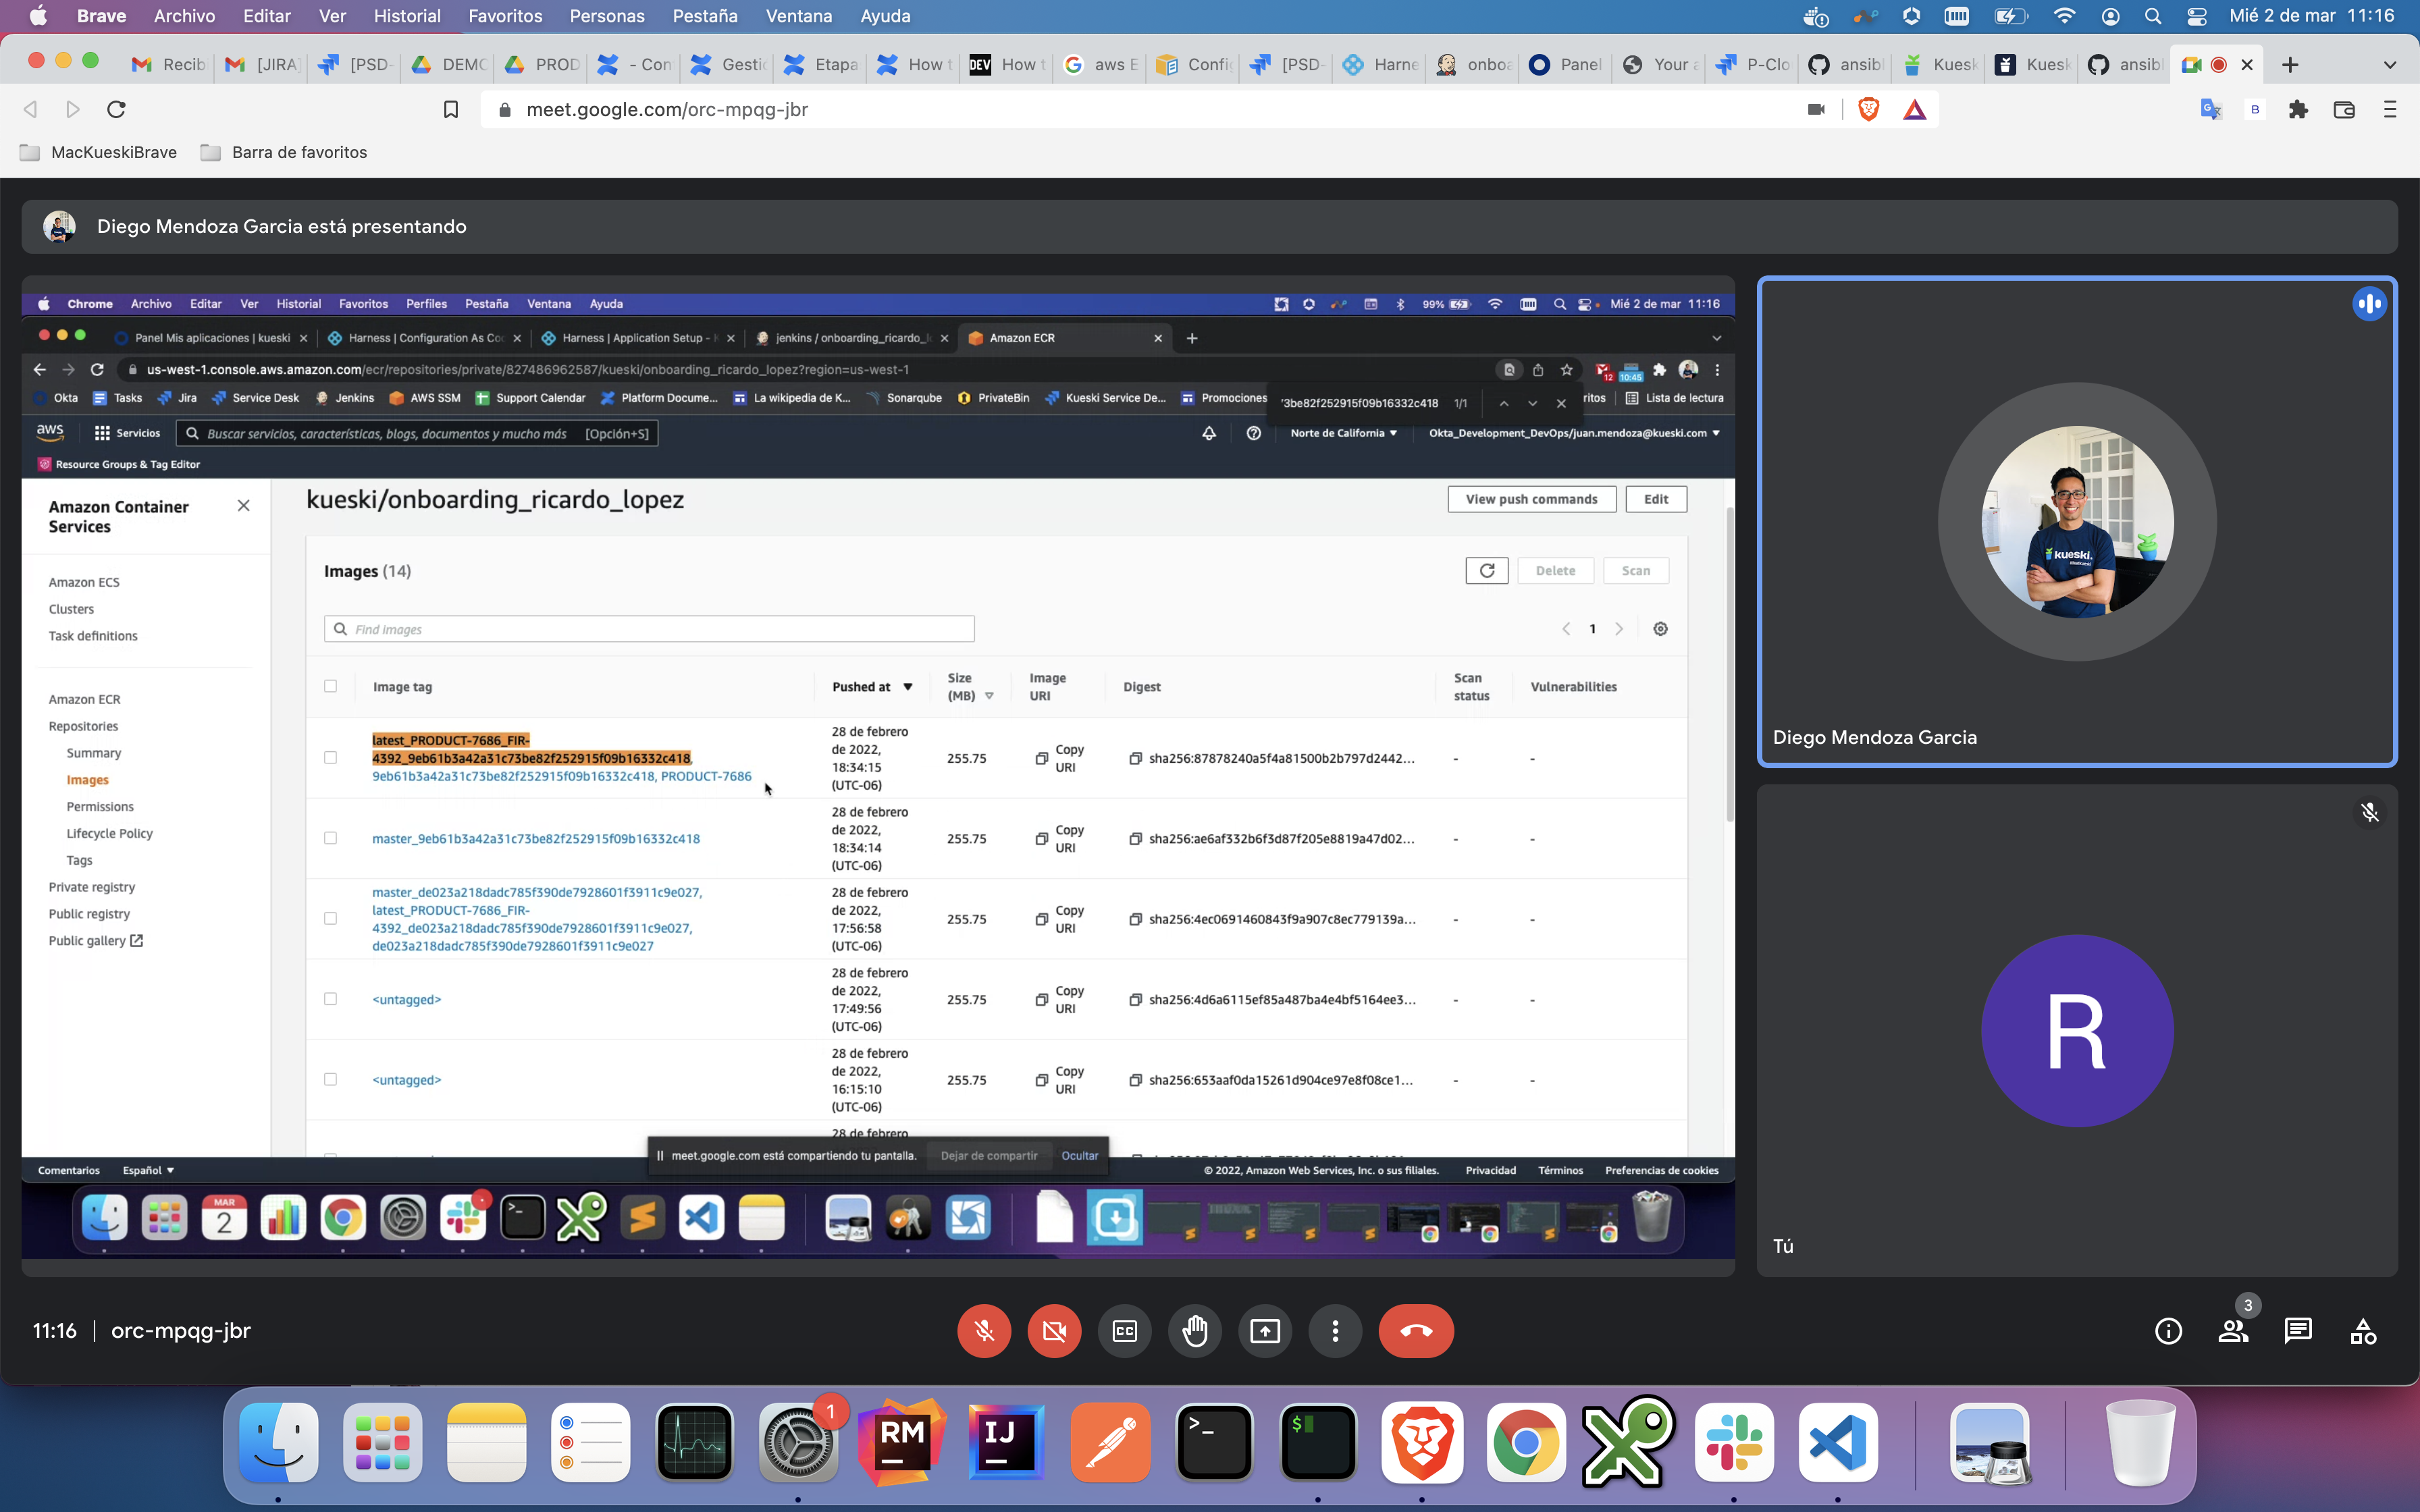 Brave Archivo Editar Ver Historial Favoritos Personas Pestaña Ventana Ayuda Mié 2 de mar 11:16
Recib [JIRA] [PSD- DEMO PROD - Con Gestic Etapa How t DEV How t aws E Config [PSD- Harne onboa Panel Your a P-Clo ansibl Kuesk Kuesk ansibl
meet.google.com/orc-mpqg-jbr
MacKueskiBrave Barra de favoritos
Diego Mendoza Garcia está presentando
Chrome Archivo Editar Ver Historial Favoritos Perfiles Pestaña Ventana Ayuda 99% Mié 2 de mar 11:16
Panel Mis aplicaciones | kueski Harness | Configuration As Co Harness | Application Setup - jenkins / onboarding_ricardo_l Amazon ECR
us-west-1.console.aws.amazon.com/ecr/repositories/private/827486962587/kueski/onboarding_ricardo_lopez?region=us-west-1 12 10:45
Okta Tasks Jira Service Desk Jenkins AWS SSM Support Calendar Platform Docume... La wikipedia de K... Sonarqube PrivateBin Kueski Service De... Promociones ritos Lista de lectura
'3be82f252915f09b16332c418 1/1
aws Servicios Buscar servicios, características, blogs, documentos y mucho más [Opción+S] Norte de California Okta_Development_DevOps/juan.mendoza@kueski.com
Resource Groups & Tag Editor
Amazon Container
Services
Amazon ECS
Clusters
Task definitions
Amazon ECR
Repositories
Summary
Images
Permissions
Lifecycle Policy
Tags
Private registry
Public registry
Public gallery
kueski/onboarding_ricardo_lopez View push commands Edit
Images (14) Delete Scan
Find images 1
Image tag Pushed at Size (MB) Image URI Digest Scan status Vulnerabilities
latest_PRODUCT-7686_FIR-
4392_9eb61b3a42a31c73be82f252915f09b16332c418,
9eb61b3a42a31c73be82f252915f09b16332c418, PRODUCT-7686
28 de febrero
de 2022,
18:34:15
(UTC-06)
255.75 Copy URI sha256:87878240a5f4a81500b2b797d2442... - -
master_9eb61b3a42a31c73be82f252915f09b16332c418
28 de febrero
de 2022,
18:34:14
(UTC-06)
255.75 Copy URI sha256:ae6af332b6f3d87f205e8819a47d02... - -
master_de023a218dadc785f390de7928601f3911c9e027,
latest_PRODUCT-7686_FIR-
4392_de023a218dadc785f390de7928601f3911c9e027,
de023a218dadc785f390de7928601f3911c9e027
28 de febrero
de 2022,
17:56:58
(UTC-06)
255.75 Copy URI sha256:4ec0691460843f9a907c8ec779139a... - -
<untagged>
28 de febrero
de 2022,
17:49:56
(UTC-06)
255.75 Copy URI sha256:4d6a6115ef85a487ba4e4bf5164ee3... - -
<untagged>
28 de febrero
de 2022,
16:15:10
(UTC-06)
255.75 Copy URI sha256:653aaf0da15261d904ce97e8f08ce1... - -
28 de febrero
meet.google.com está compartiendo tu pantalla. Dejar de compartir Ocultar
Comentarios Español © 2022, Amazon Web Services, Inc. o sus filiales. Privacidad Términos Preferencias de cookies
MAR
2
kueski.
Diego Mendoza Garcia
R
Tú
11:16 | orc-mpqg-jbr
CC
3
1
RM
IJ